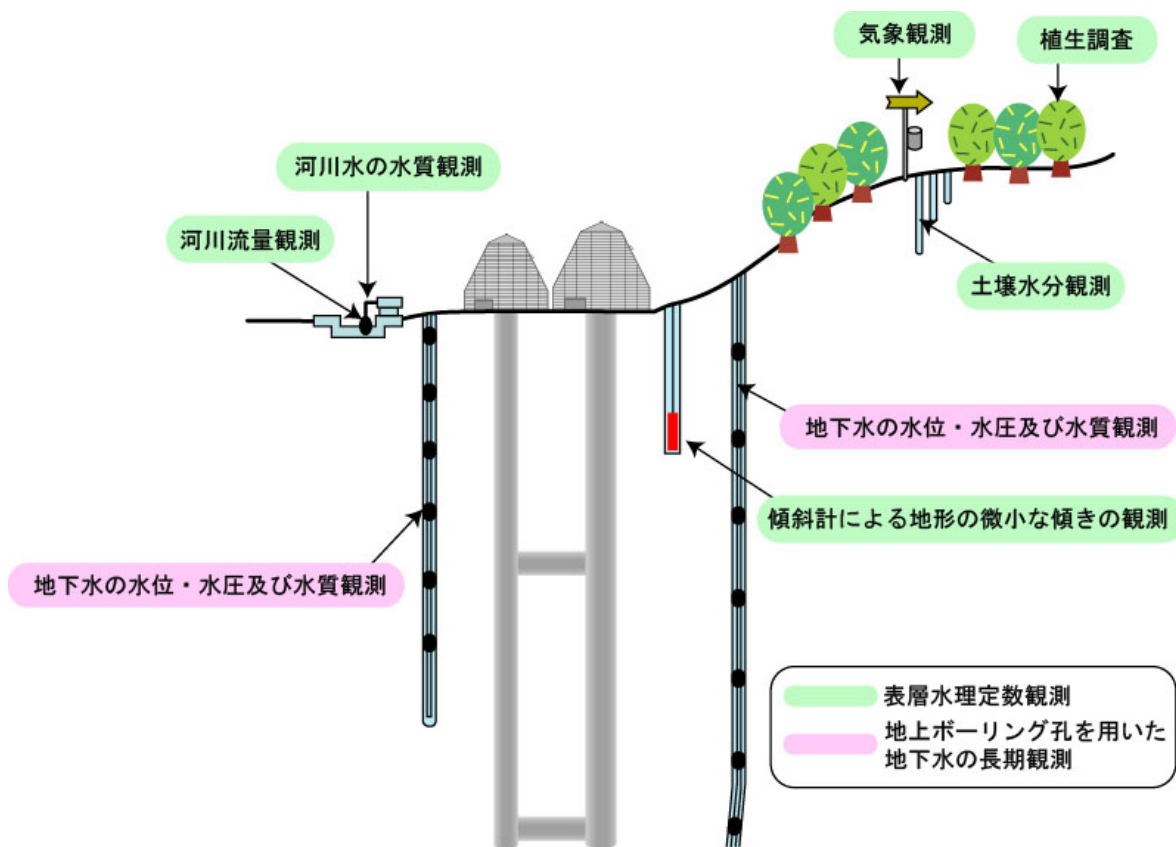 気象観測
植生調査
河川水の水質観測
河川流量観測
土壌水分観測
地下水の水位・水圧及び水質観測
傾斜計による地形の微小な傾きの観測
地下水の水位・水圧及び水質観測
表層水理定数観測
地上ボーリング孔を用いた
地下水の長期観測